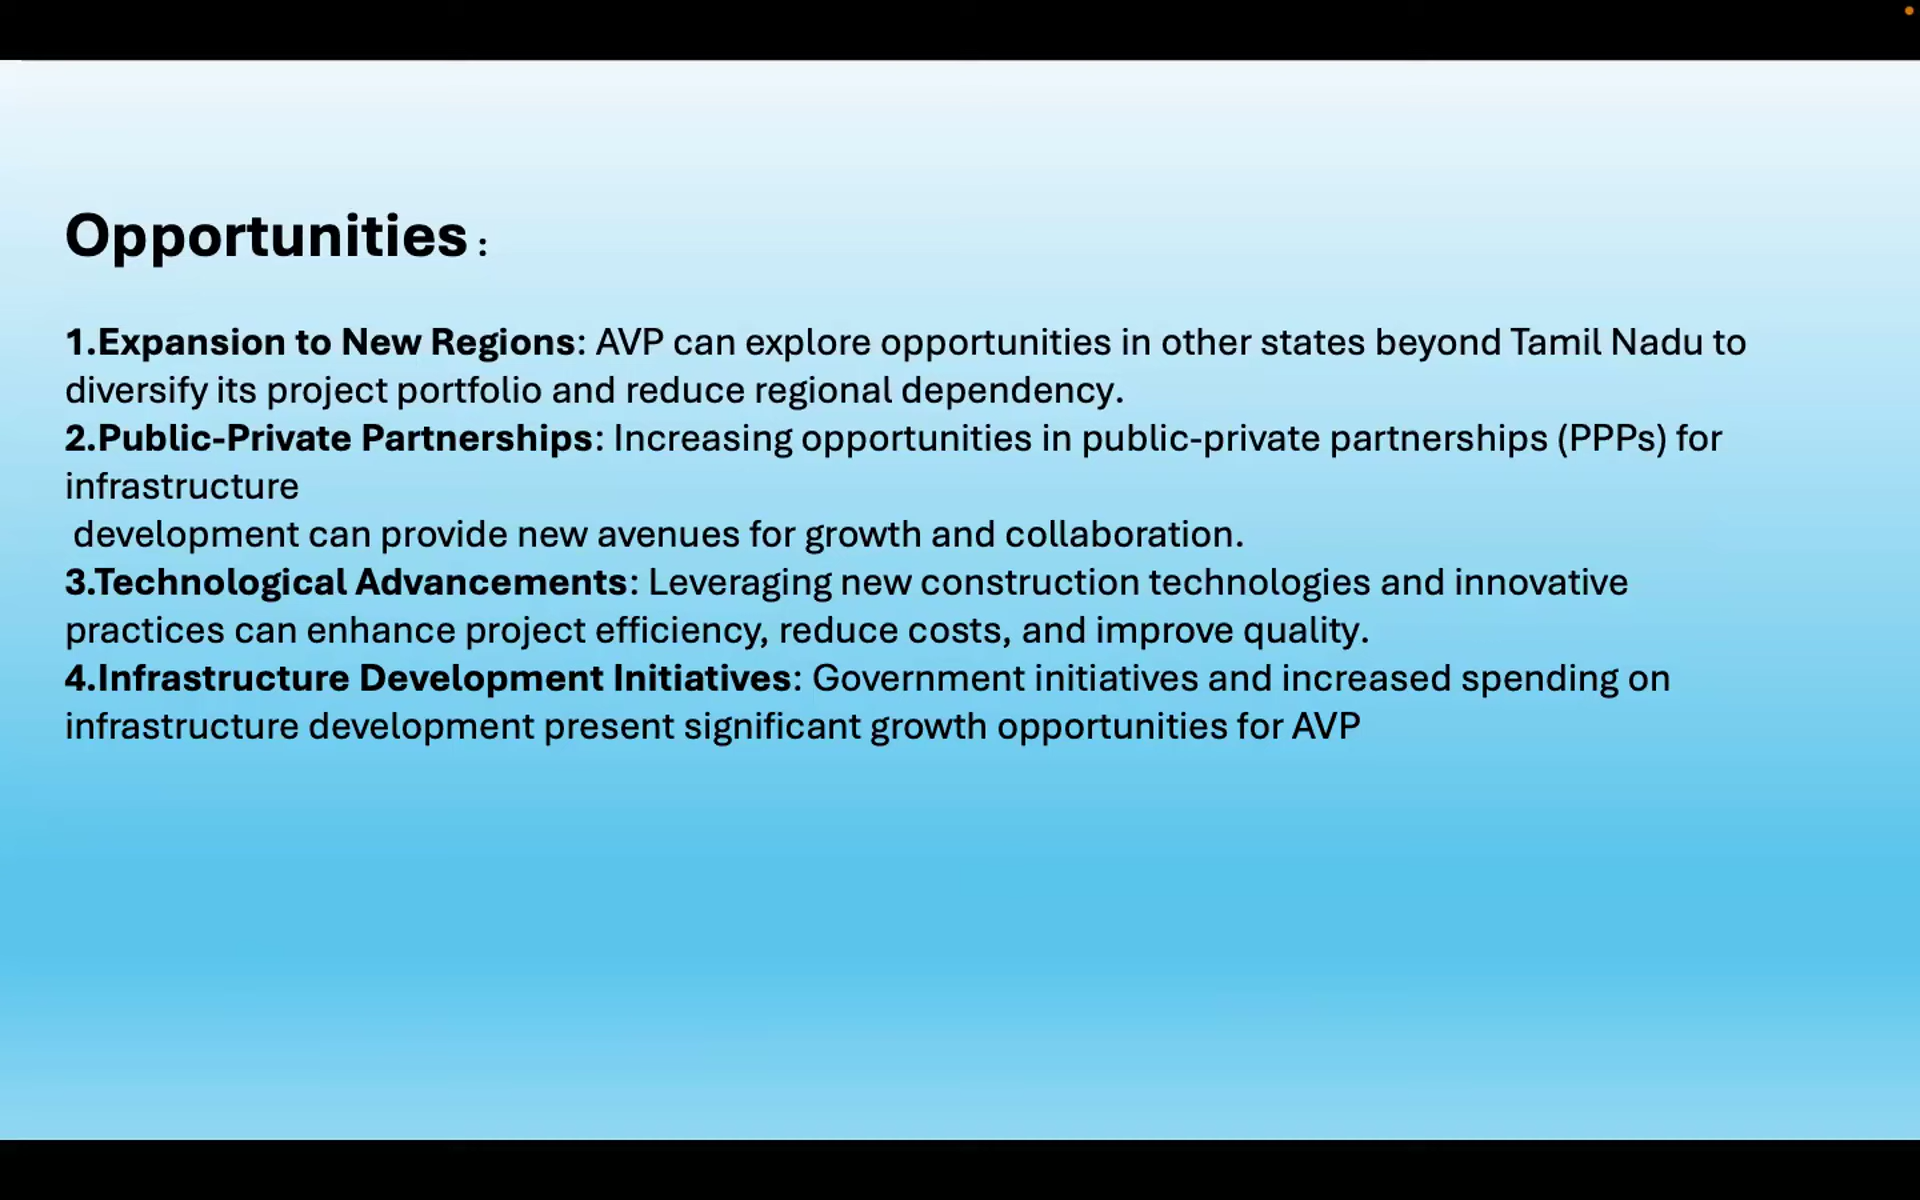 Opportunities :
1.Expansion to New Regions: AVP can explore opportunities in other states beyond Tamil Nadu to
diversify its project portfolio and reduce regional dependency.
2.Public-Private Partnerships: Increasing opportunities in public-private partnerships (PPPs) for
infrastructure
development can provide new avenues for growth and collaboration.
3.Technological Advancements: Leveraging new construction technologies and innovative
practices can enhance project efficiency, reduce costs, and improve quality.
4.Infrastructure Development Initiatives: Government initiatives and increased spending on
infrastructure development present significant growth opportunities for AVP